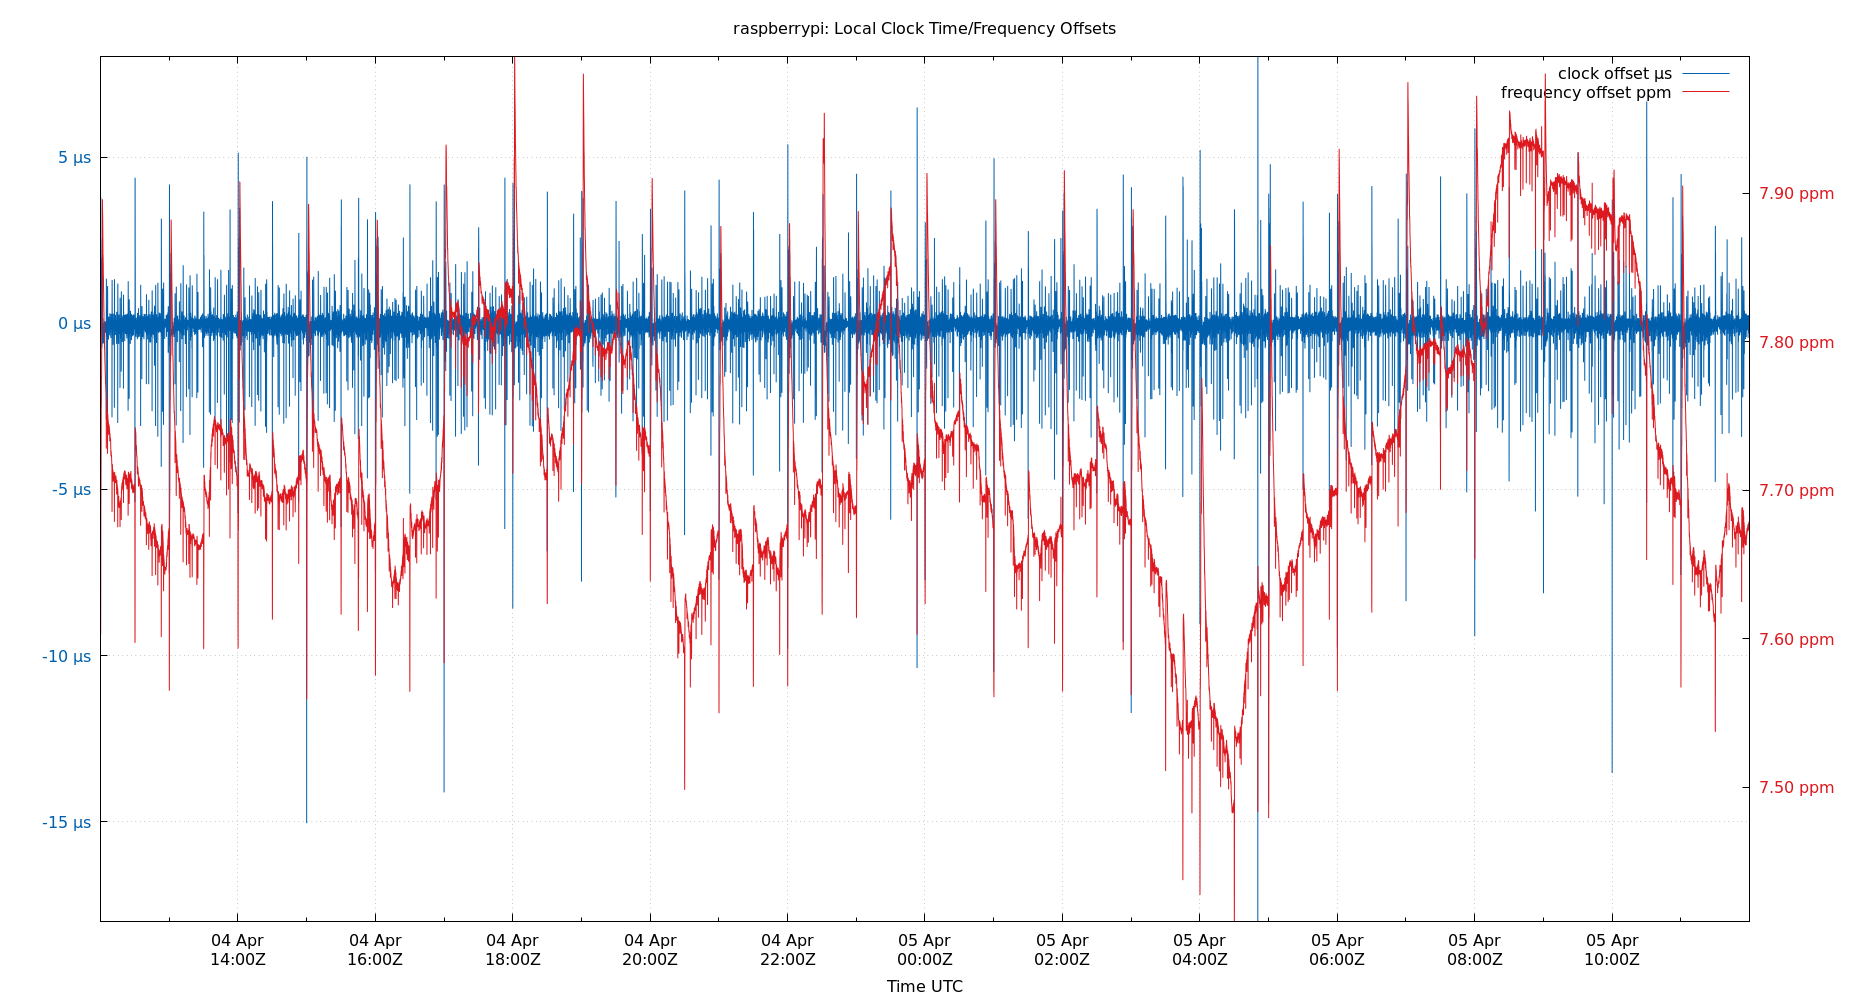 raspberrypi: Local Clock Time/Frequency Offsets
clock offset µs
frequency offset ppm
5 µs
0 µs
-5 µs
-10 µs
-15 µs
7.90 ppm
7.80 ppm
7.70 ppm
7.60 ppm
7.50 ppm
04 Apr 04 Apr 04 Apr 04 Apr 04 Apr 05 Apr 05 Apr 05 Apr 05 Apr 05 Apr 05 Apr
14:00Z 16:00Z 18:00Z 20:00Z 22:00Z 00:00Z 02:00Z 04:00Z 06:00Z 08:00Z 10:00Z
Time UTC